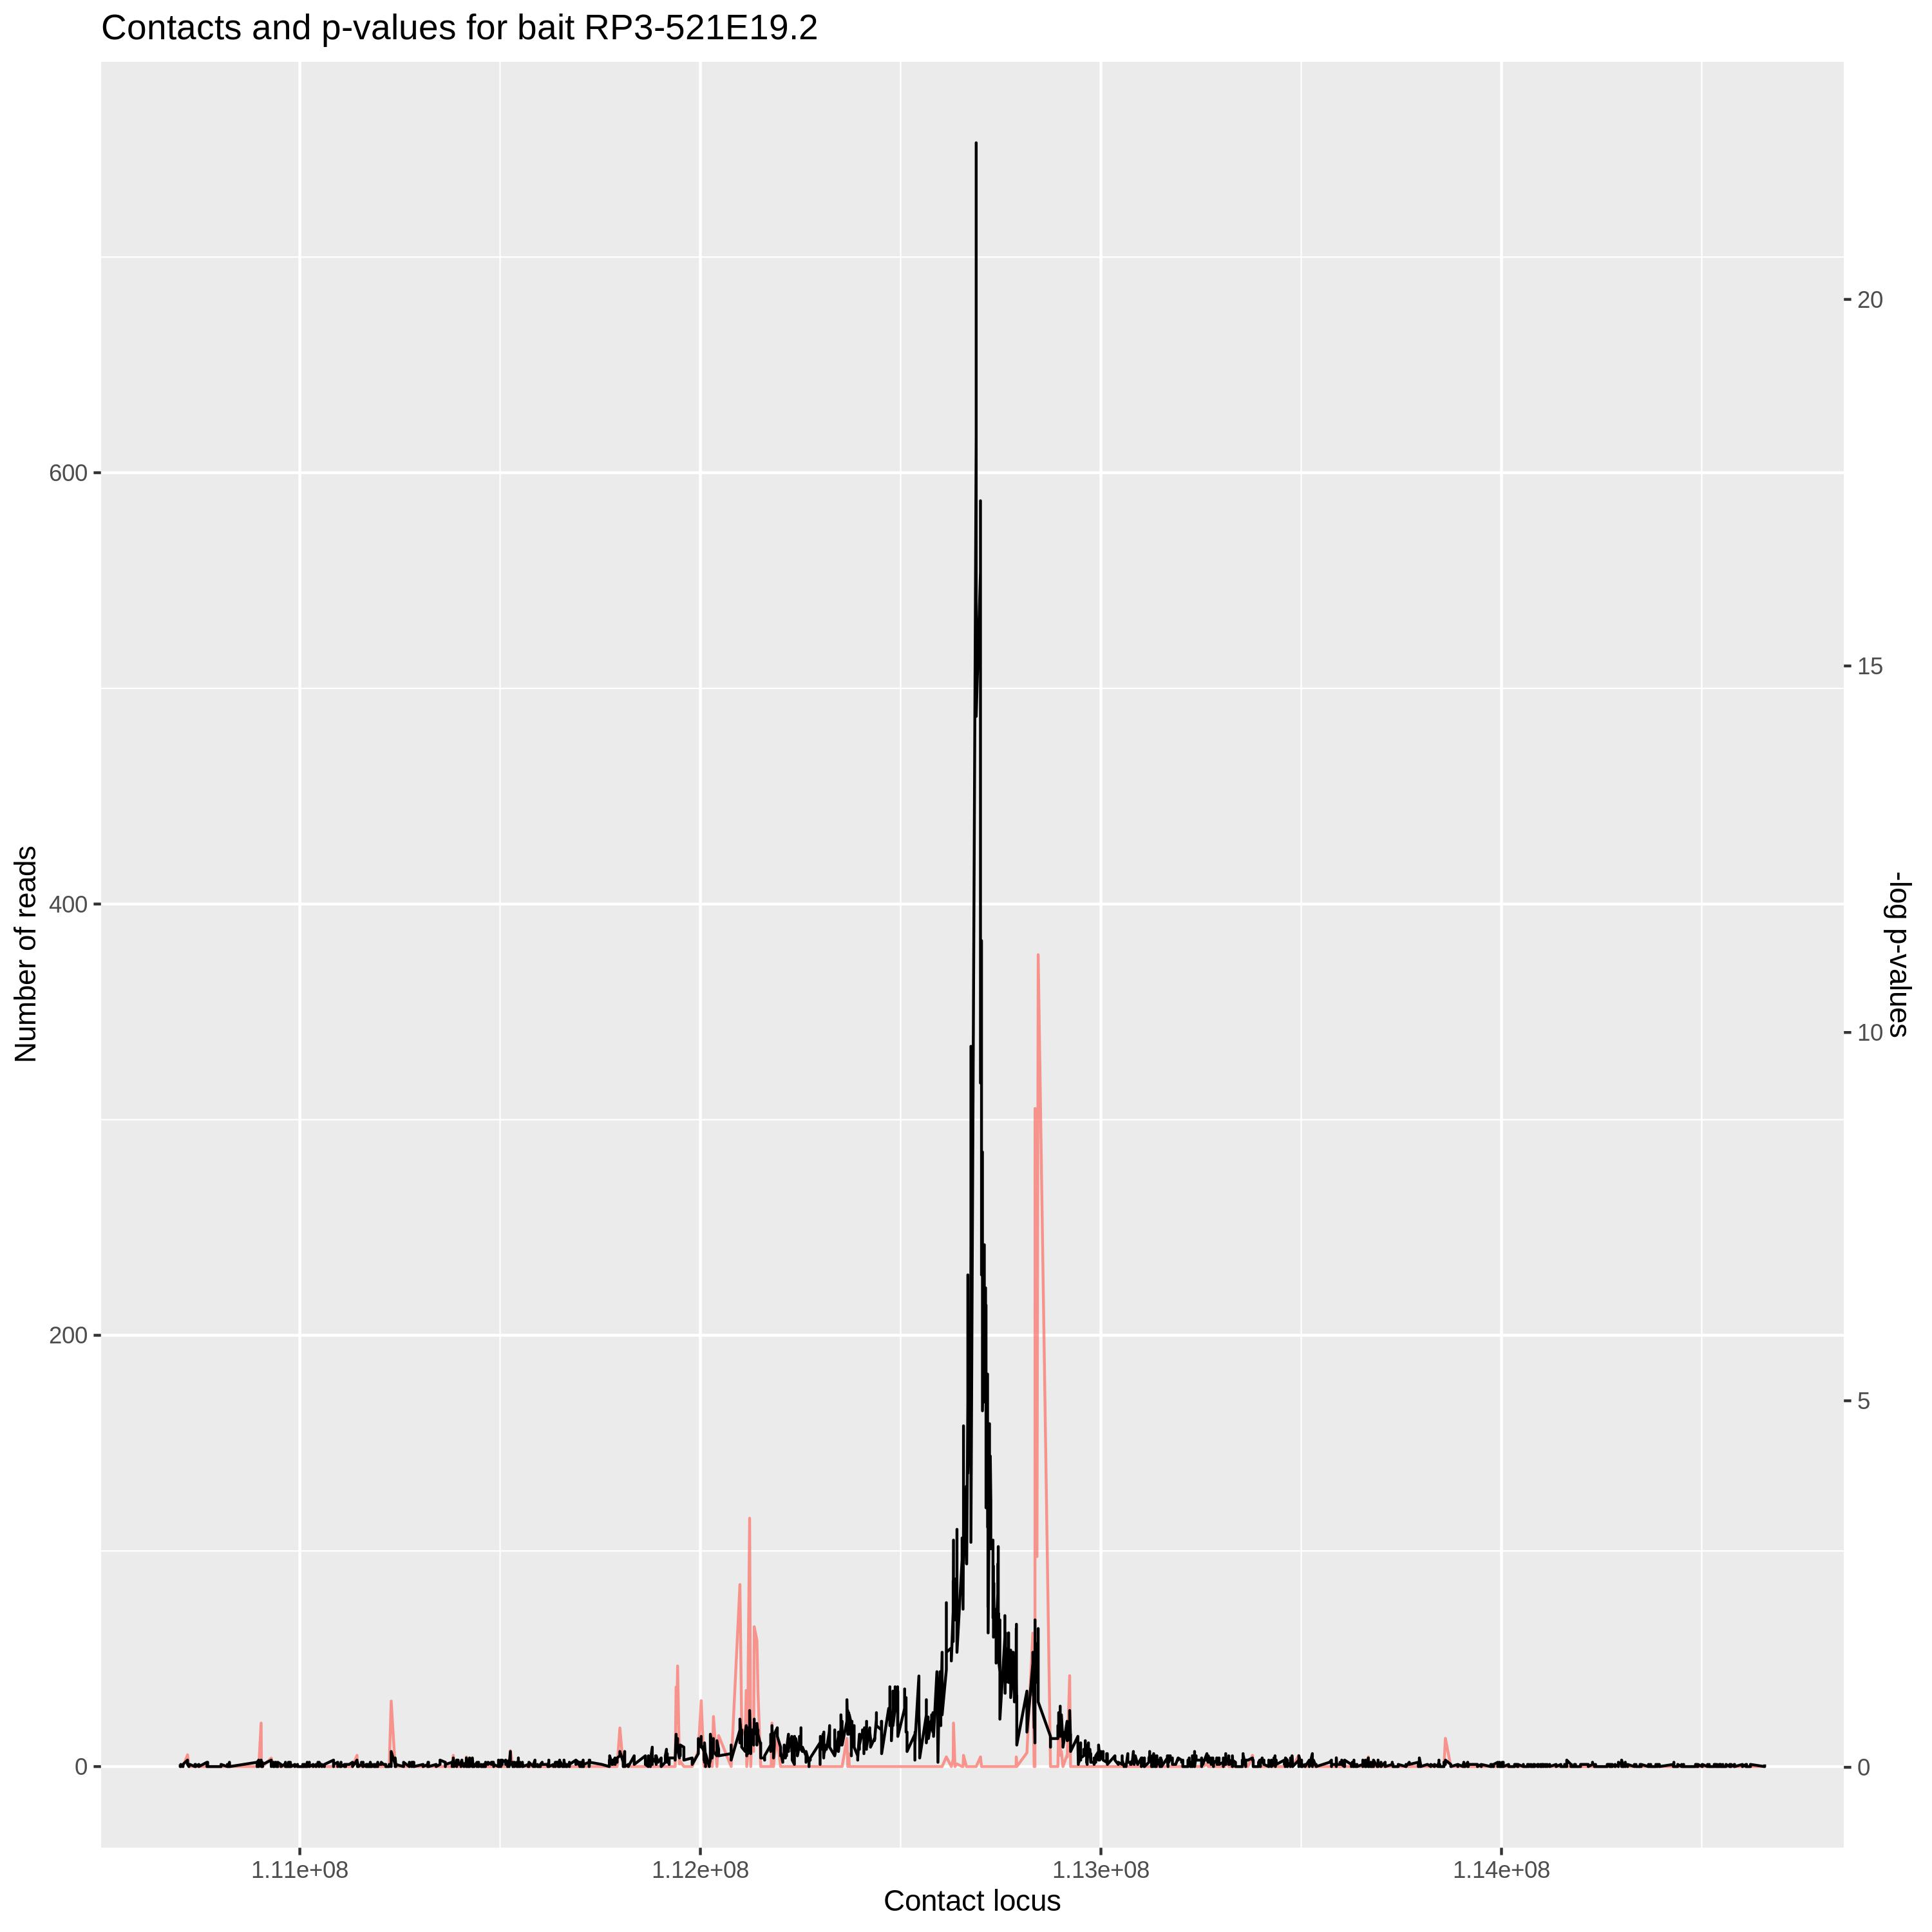 Contacts and p-values for bait RP3-521E19.2
600
400
200
0
Number of reads
20
15
10
5
0
-log p-values
1.11e+08
1.12e+08
1.13e+08
1.14e+08
Contact locus